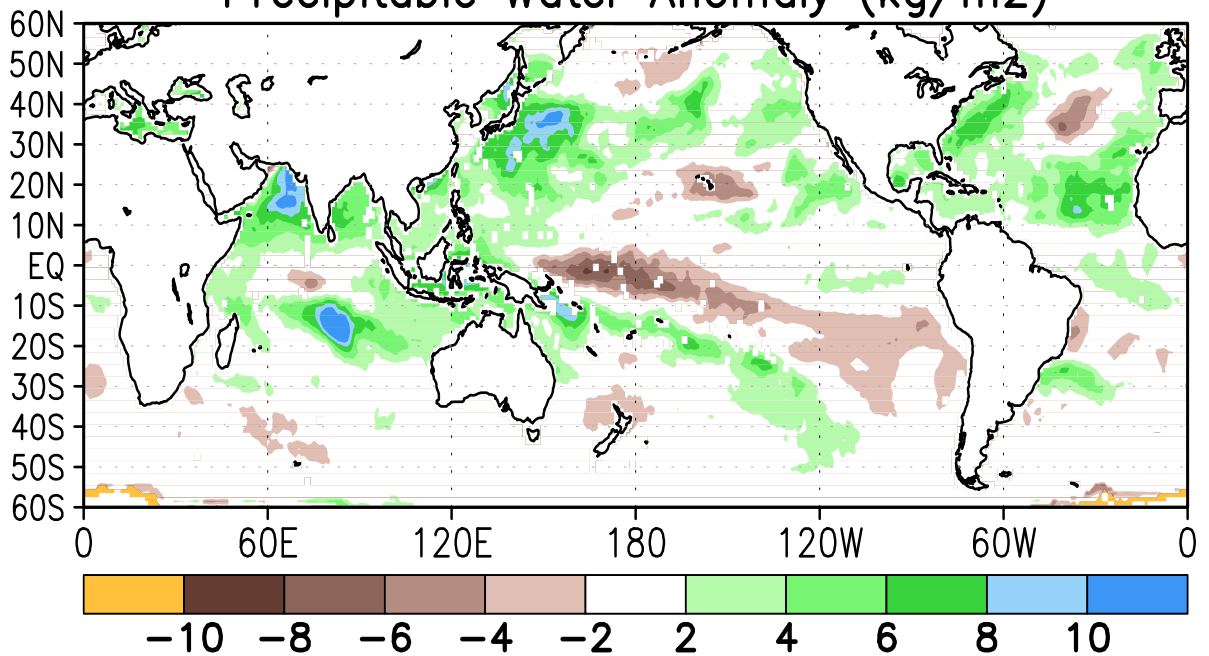 Precipitable Water Anomaly (kg/m2)
60N
50N
40N
30N
20N
10N
EQ
10S
20S
30S
40S
50S
60S
0 60E 120E 180 120W 60W 0
−10 −8 −6 −4 −2 2 4 6 8 10